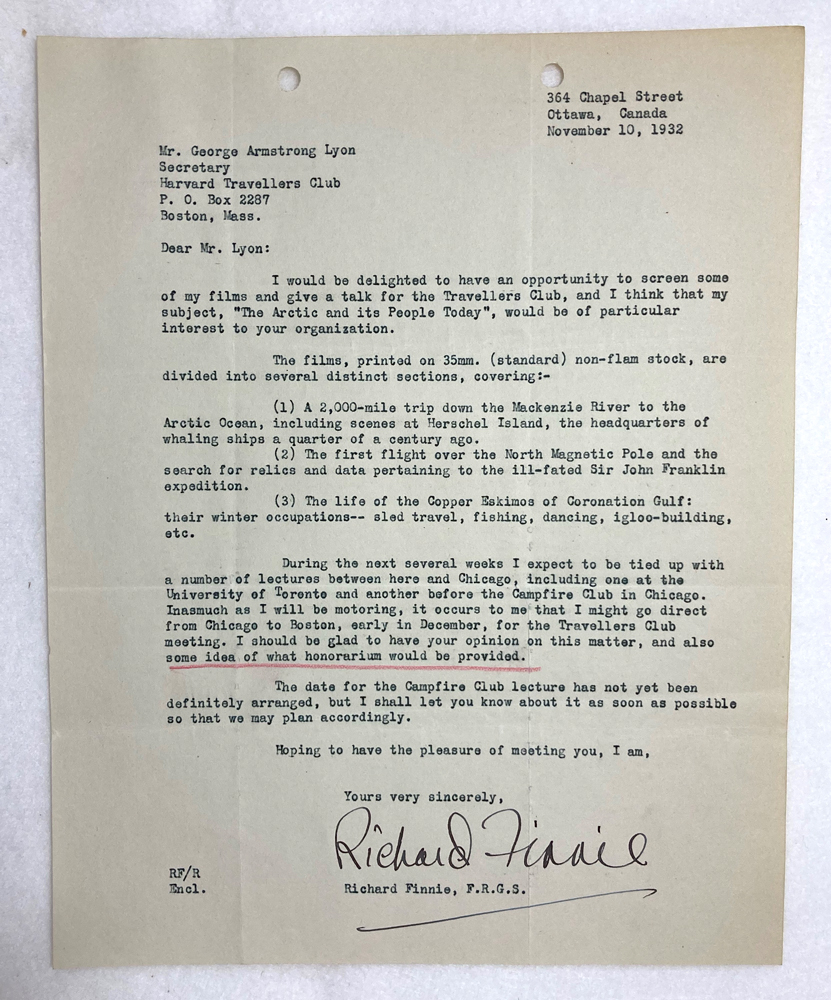 364 Chapel Street
Ottawa, Canada
November 10, 1932
Mr. George Armstrong Lyon
Secretary
Harvard Travellers Club
P. O. Box 2287
Boston, Mass.
Dear Mr. Lyon:
I would be delighted to have an opportunity to screen some
of my films and give a talk for the Travellers Club, and I think that my
subject, "The Arctic and its People Today", would be of particular
interest to your organization.
The films, printed on 35mm. (standard) non-flam stock, are
divided into several distinct sections, covering:-
(1) A 2,000-mile trip down the Mackenzie River to the
Arctic Ocean, including scenes at Herschel Island, the headquarters of
whaling ships a quarter of a century ago.
(2) The first flight over the North Magnetic Pole and the
search for relics and data pertaining to the ill-fated Sir John Franklin
expedition.
(3) The life of the Copper Eskimos of Coronation Gulf:
their winter occupations-- sled travel, fishing, dancing, igloo-building,
etc.
During the next several weeks I expect to be tied up with
a number of lectures between here and Chicago, including one at the
University of Toronto and another before the Campfire Club in Chicago.
Inasmuch as I will be motoring, it occurs to me that I might go direct
from Chicago to Boston, early in December, for the Travellers Club
meeting. I should be glad to have your opinion on this matter, and also
some idea of what honorarium would be provided.
The date for the Campfire Club lecture has not yet been
definitely arranged, but I shall let you know about it as soon as possible
so that we may plan accordingly.
Hoping to have the pleasure of meeting you, I am,
Yours very sincerely,
Richard Finnie
RF/R
Encl.
Richard Finnie, F.R.G.S.